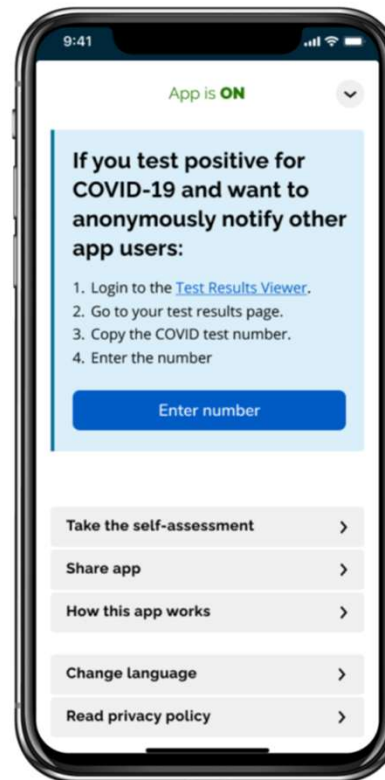 9:41
App is ON
If you test positive for
COVID-19 and want to
anonymously notify other
app users:
1. Login to the Test Results Viewer.
2. Go to your test results page.
3. Copy the COVID test number.
4. Enter the number
Enter number
Take the self-assessment
Share app
How this app works
Change language
Read privacy policy